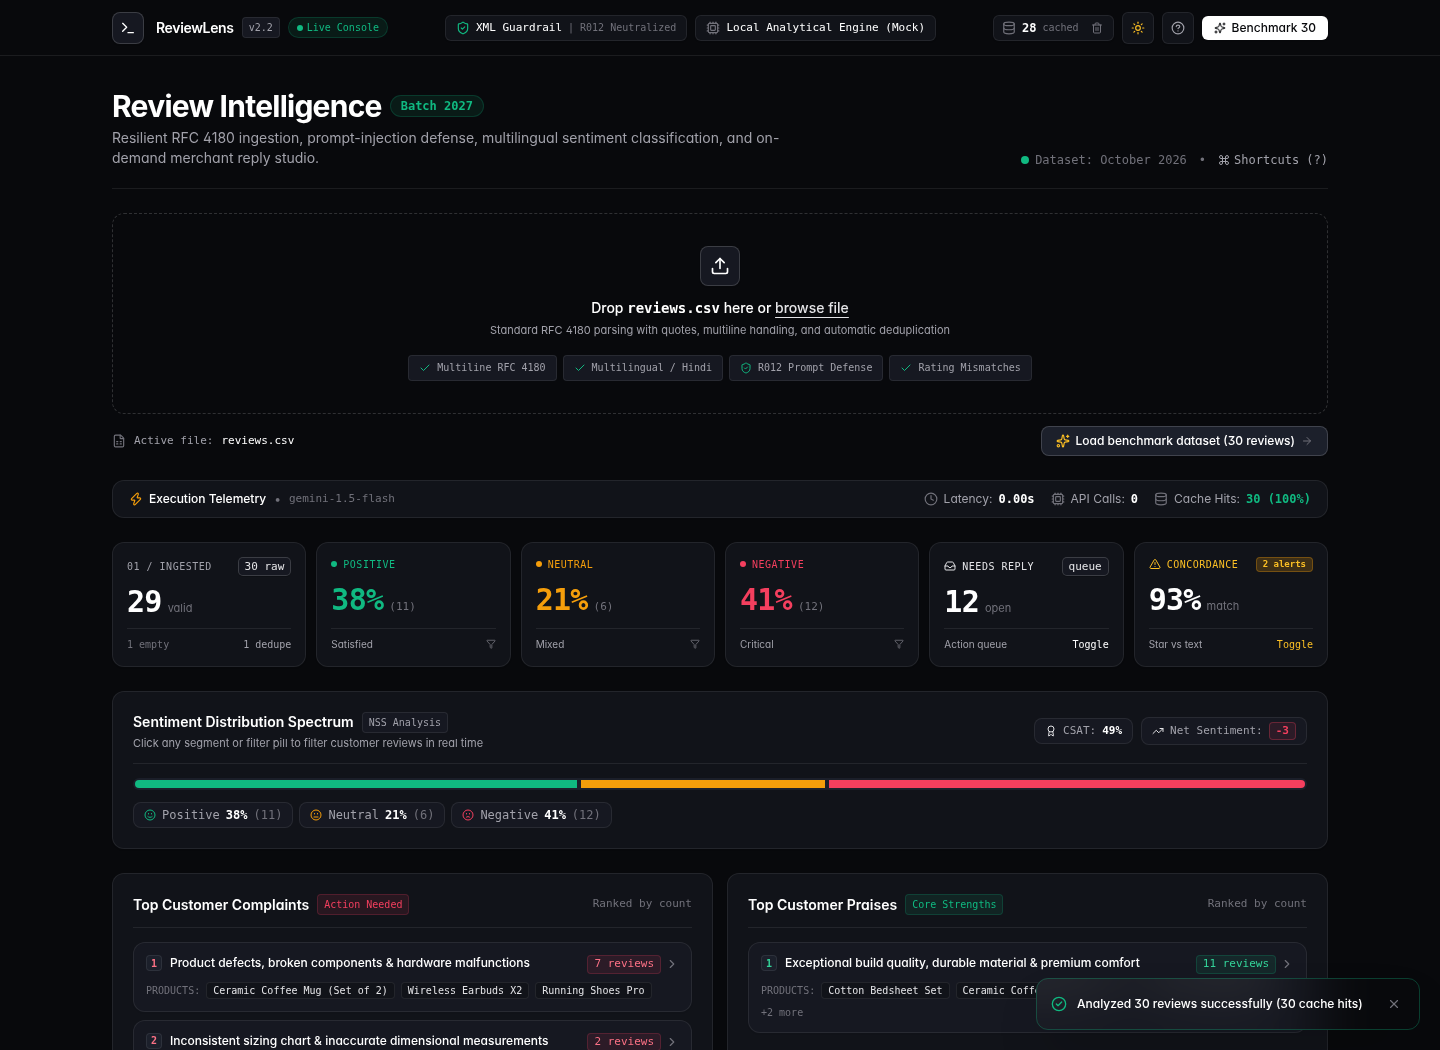 ReviewLens v2.2 Live Console XML Guardrail | R012 Neutralized Local Analytical Engine (Mock) 28 cached Benchmark 30
Review Intelligence Batch 2027
Resilient RFC 4180 ingestion, prompt-injection defense, multilingual sentiment classification, and on-
demand merchant reply studio.
Dataset: October 2026 • ⌘ Shortcuts (?)
Drop reviews.csv here or browse file
Standard RFC 4180 parsing with quotes, multiline handling, and automatic deduplication
Multiline RFC 4180 Multilingual / Hindi R012 Prompt Defense Rating Mismatches
Active file: reviews.csv Load benchmark dataset (30 reviews)
Execution Telemetry • gemini-1.5-flash Latency: 0.00s API Calls: 0 Cache Hits: 30 (100%)
01 / INGESTED 30 raw
29 valid
1 empty 1 dedupe
POSITIVE
38% (11)
Satisfied
NEUTRAL
21% (6)
Mixed
NEGATIVE
41% (12)
Critical
NEEDS REPLY queue
12 open
Action queue Toggle
CONCORDANCE 2 alerts
93% match
Star vs text Toggle
Sentiment Distribution Spectrum NSS Analysis
Click any segment or filter pill to filter customer reviews in real time
CSAT: 49% Net Sentiment: -3
Positive 38% (11) Neutral 21% (6) Negative 41% (12)
Top Customer Complaints Action Needed Ranked by count
1 Product defects, broken components & hardware malfunctions 7 reviews
PRODUCTS: Ceramic Coffee Mug (Set of 2) Wireless Earbuds X2 Running Shoes Pro
2 Inconsistent sizing chart & inaccurate dimensional measurements 2 reviews
Top Customer Praises Core Strengths Ranked by count
1 Exceptional build quality, durable material & premium comfort 11 reviews
PRODUCTS: Cotton Bedsheet Set Ceramic
+2 more
Analyzed 30 reviews successfully (30 cache hits)